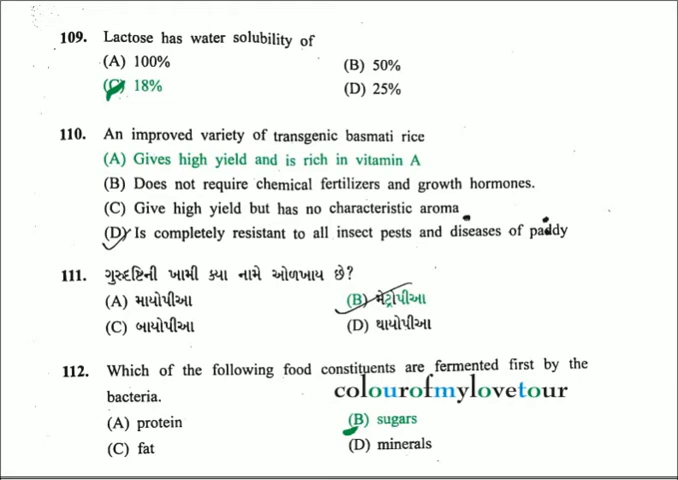 109. Lactose has water solubility of
(A) 100%
(B) 50%
(C) 18%
(D) 25%
110. An improved variety of transgenic basmati rice
(A) Gives high yield and is rich in vitamin A
(B) Does not require chemical fertilizers and growth hormones.
(C) Give high yield but has no characteristic aroma
(D) Is completely resistant to all insect pests and diseases of paddy
111. ગુરુદષ્ટિની ખામી ક્યા નામે ઓળખાય છે?
(A) માયોપીઆ
(B) મેટ્રોપીઆ
(C) બાયોપીઆ
(D) થાયોપીઆ
112. Which of the following food constituents are fermented first by the
bacteria.
colourofmylovetour
(A) protein
(B) sugars
(C) fat
(D) minerals